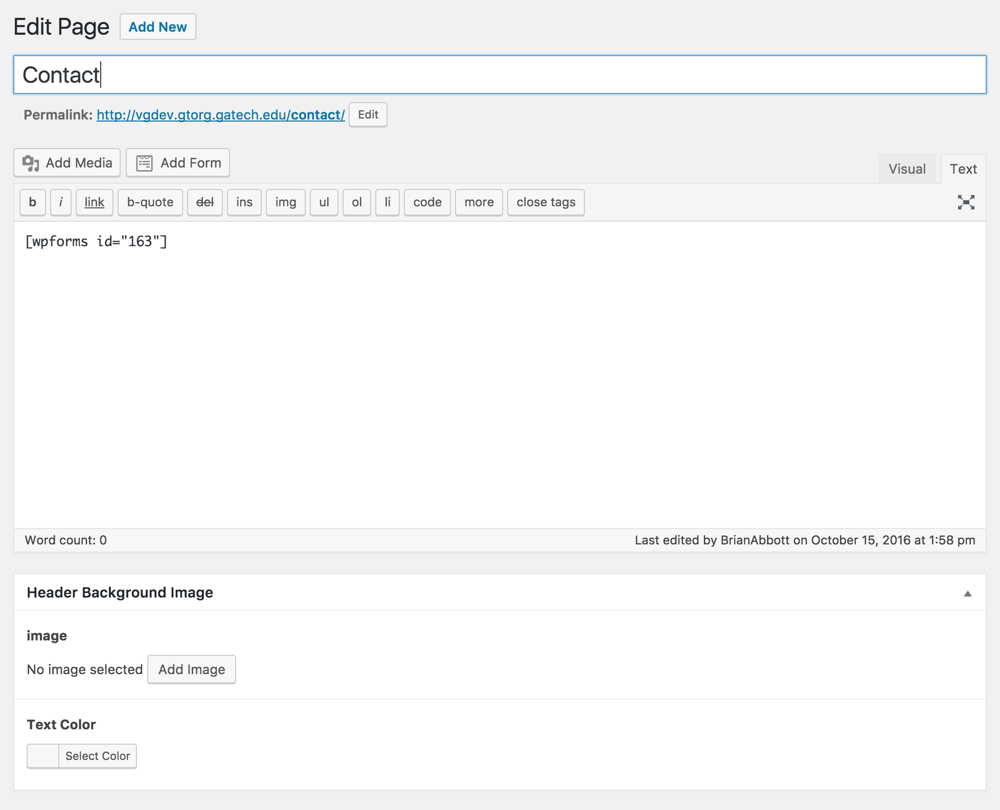 Edit Page Add New
Contact
Permalink: http://vgdev.gtorg.gatech.edu/contact/ Edit
Add Media Add Form Visual Text
b i link b-quote del ins img ul ol li code more close tags
[wpforms id="163"]
Word count: 0 Last edited by BrianAbbott on October 15, 2016 at 1:58 pm
Header Background Image
image
No image selected Add Image
Text Color
Select Color